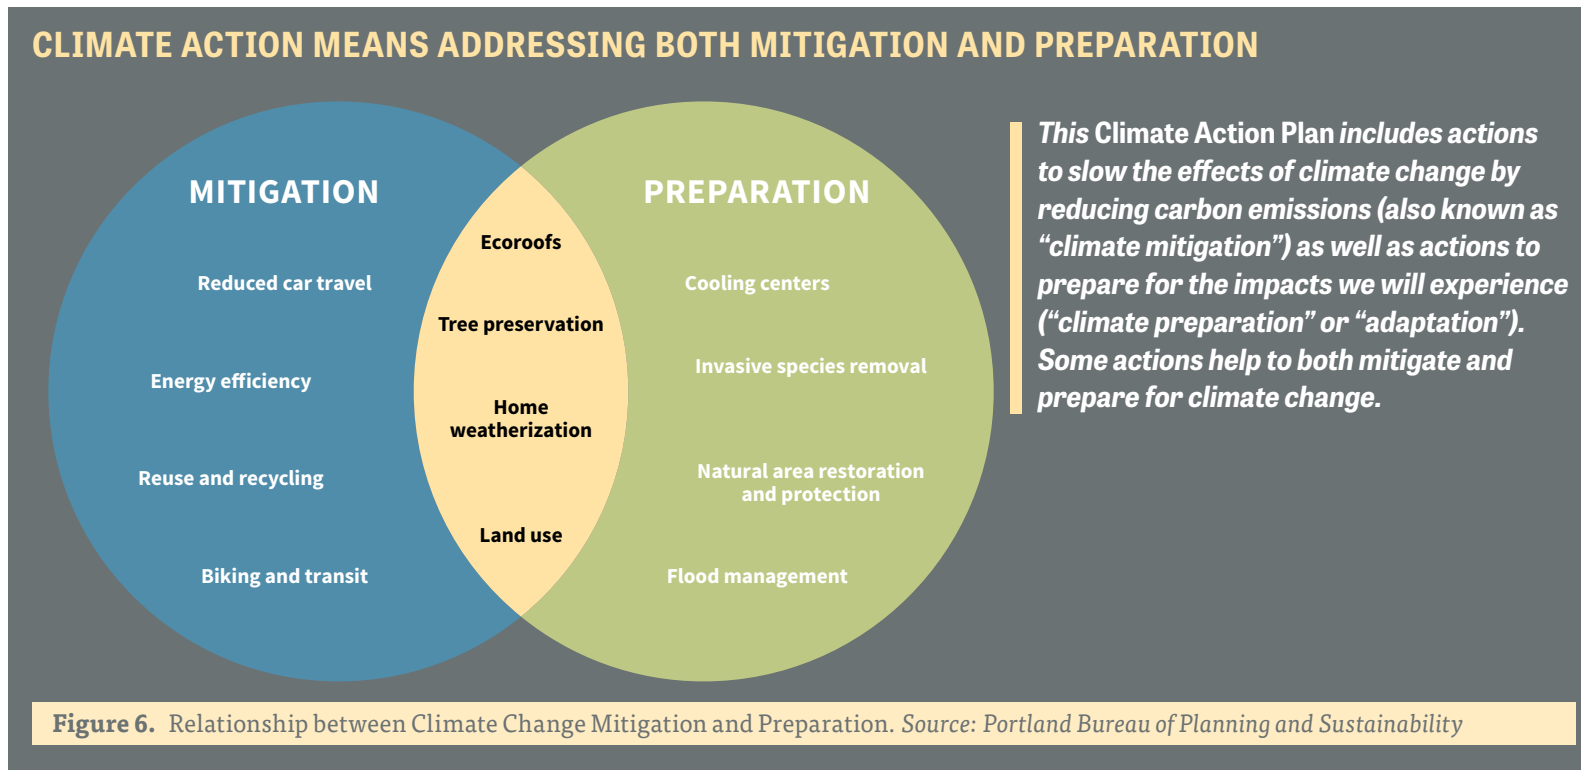 CLIMATE ACTION MEANS ADDRESSING BOTH MITIGATION AND PREPARATION
MITIGATION
Reduced car travel
Energy efficiency
Reuse and recycling
Biking and transit
Ecoroofs
Tree preservation
Home
weatherization
Land use
PREPARATION
Cooling centers
Invasive species removal
Natural area restoration
and protection
Flood management
This Climate Action Plan includes actions
to slow the effects of climate change by
reducing carbon emissions (also known as
“climate mitigation”) as well as actions to
prepare for the impacts we will experience
(“climate preparation” or “adaptation”).
Some actions help to both mitigate and
prepare for climate change.
Figure 6. Relationship between Climate Change Mitigation and Preparation. Source: Portland Bureau of Planning and Sustainability